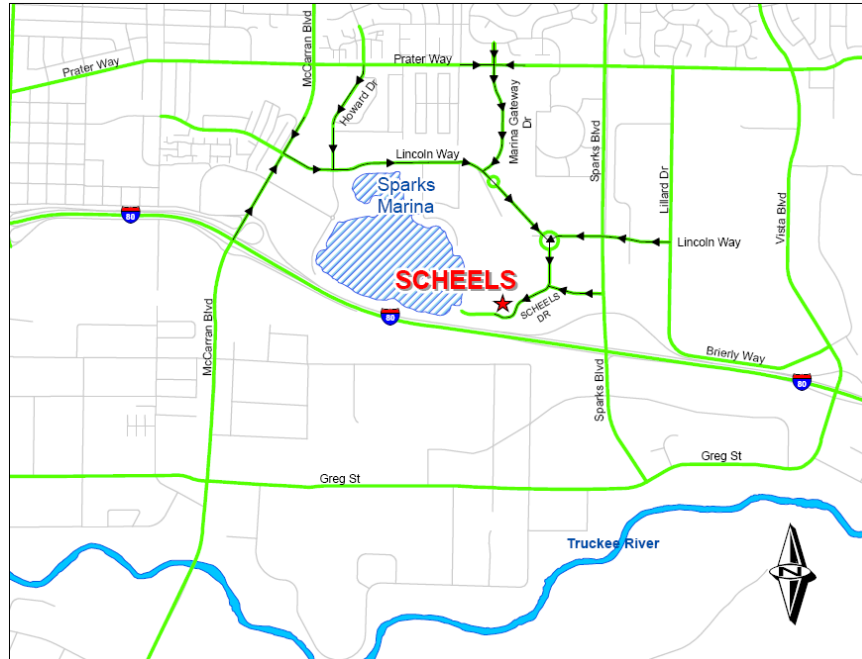 McCarran Blvd
Prater Way
Prater Way
Howard Dr
Marina Gateway
Dr
Sparks Blvd
Lillard Dr
Vista Blvd
Lincoln Way
Sparks
Marina
Lincoln Way
80
SCHEELS
SCHEELS
DR
80
McCarran Blvd
Brierly Way
80
Sparks Blvd
Greg St
Greg St
Truckee River
N